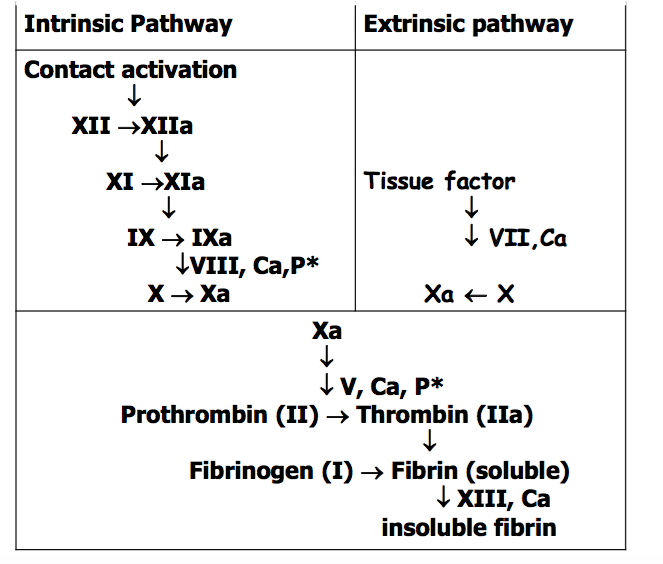 Intrinsic Pathway
Extrinsic pathway
Contact activation
↓
XII →XIIa
↓
XI →XIa
↓
IX → IXa
↓VIII, Ca,P*
X → Xa
Tissue factor
↓
↓ VII,Ca
Xa ← X
Xa
↓
↓ V, Ca, P*
Prothrombin (II) → Thrombin (IIa)
↓
Fibrinogen (I) → Fibrin (soluble)
↓ XIII, Ca
insoluble fibrin